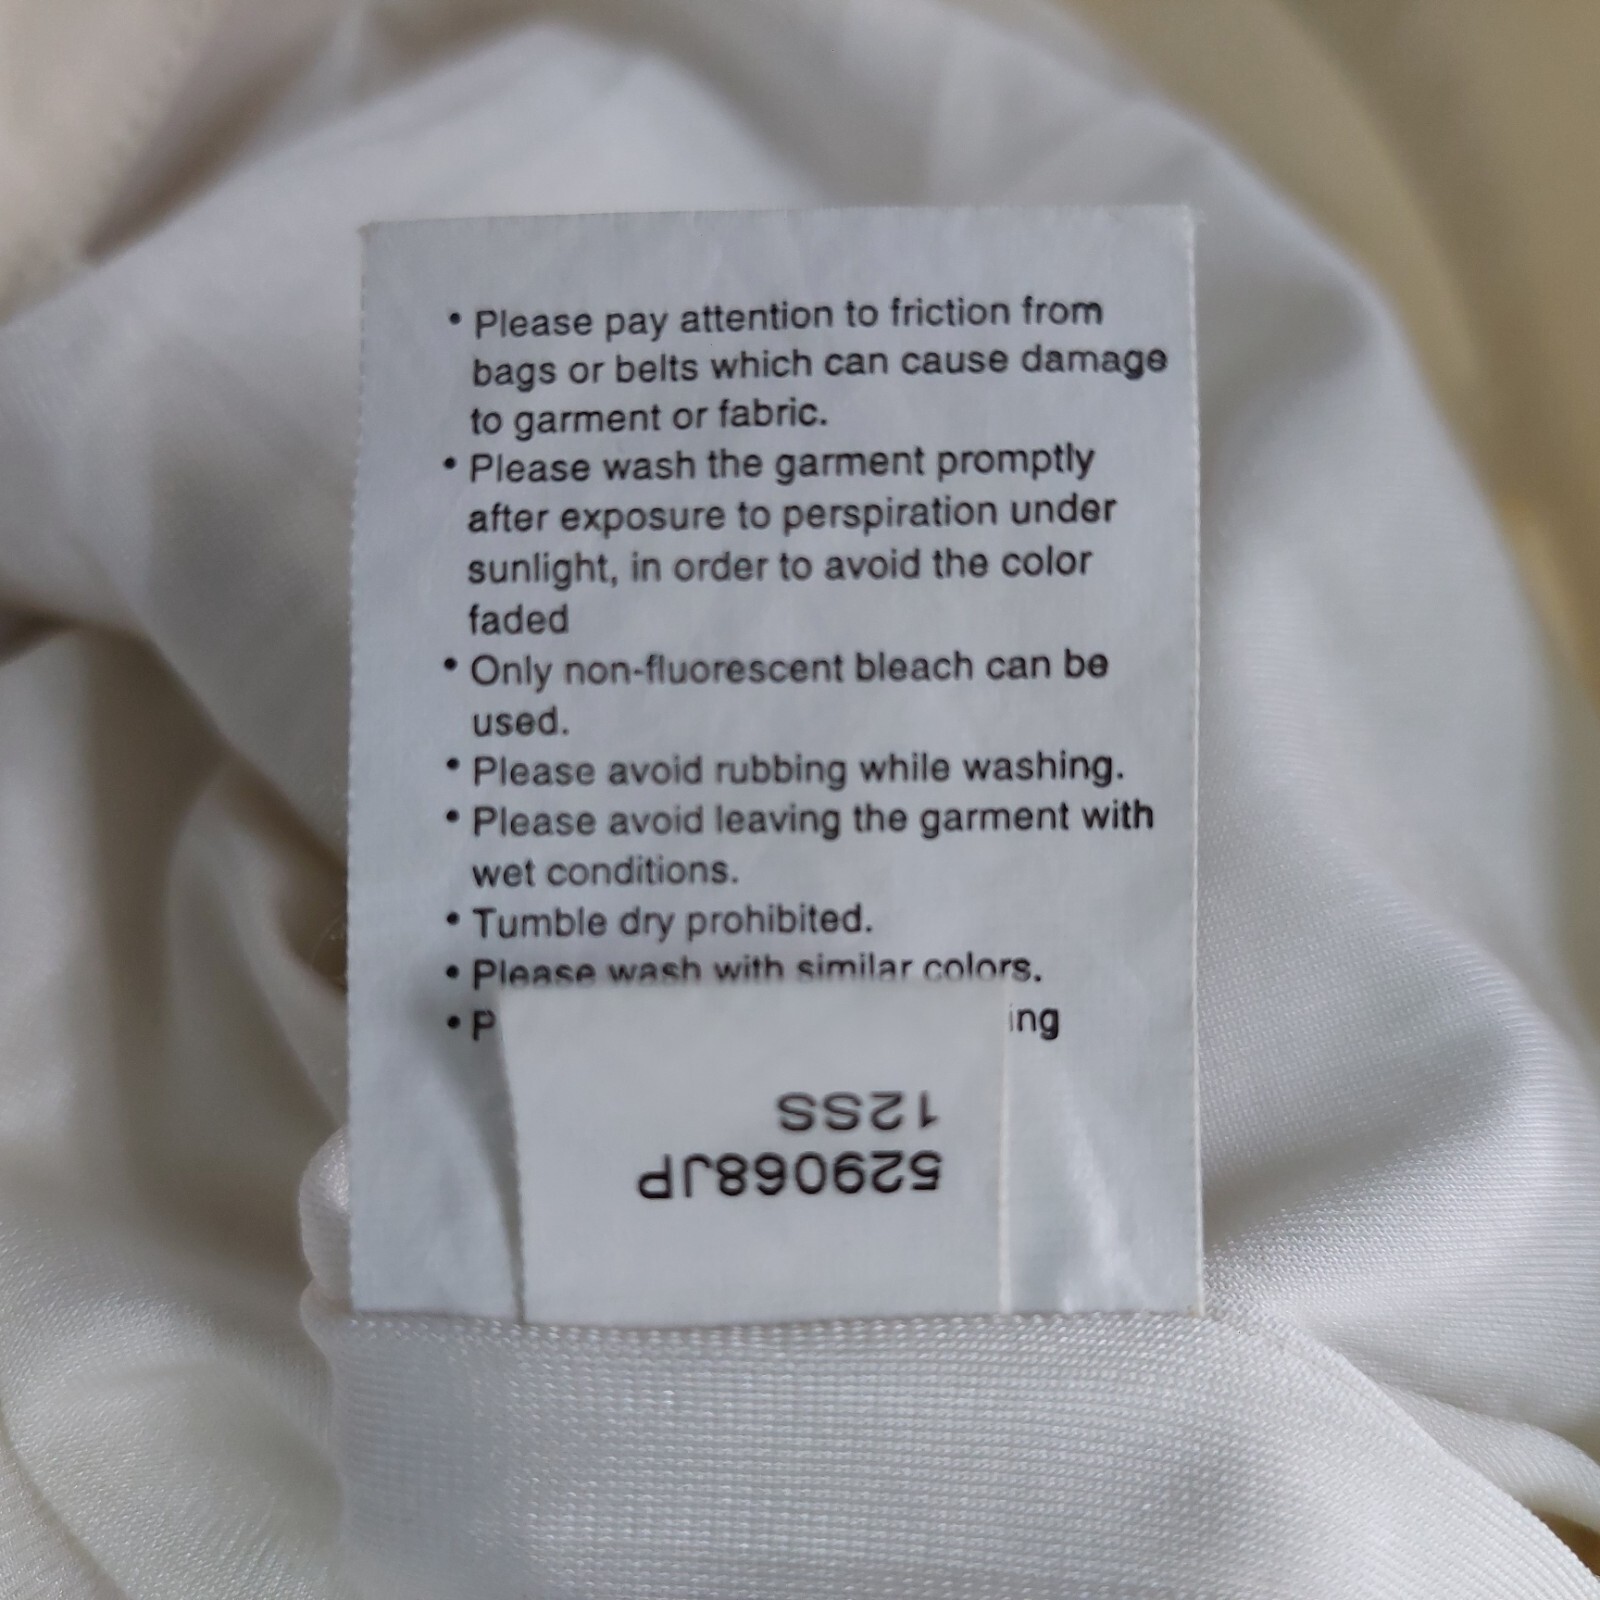 • Please pay attention to friction from
bags or belts which can cause damage
to garment or fabric.
• Please wash the garment promptly
after exposure to perspiration under
sunlight, in order to avoid the color
faded
• Only non-fluorescent bleach can be
used.
• Please avoid rubbing while washing.
• Please avoid leaving the garment with
wet conditions.
• Tumble dry prohibited.
• Please wash with similar colors.
•
529068JP
12SS